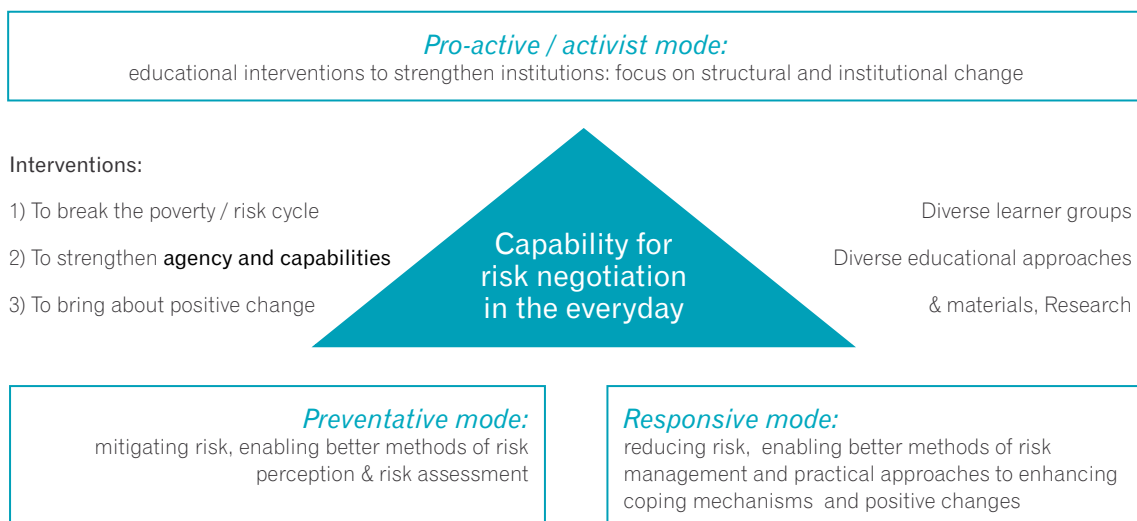 Pro-active / activist mode:
educational interventions to strengthen institutions: focus on structural and institutional change
Interventions:
1) To break the poverty / risk cycle
2) To strengthen agency and capabilities
3) To bring about positive change
Capability for
risk negotiation
in the everyday
Diverse learner groups
Diverse educational approaches
& materials, Research
Preventative mode:
mitigating risk, enabling better methods of risk
perception & risk assessment
Responsive mode:
reducing risk,  enabling better methods of risk
management and practical approaches to enhancing
coping mechanisms  and positive changes